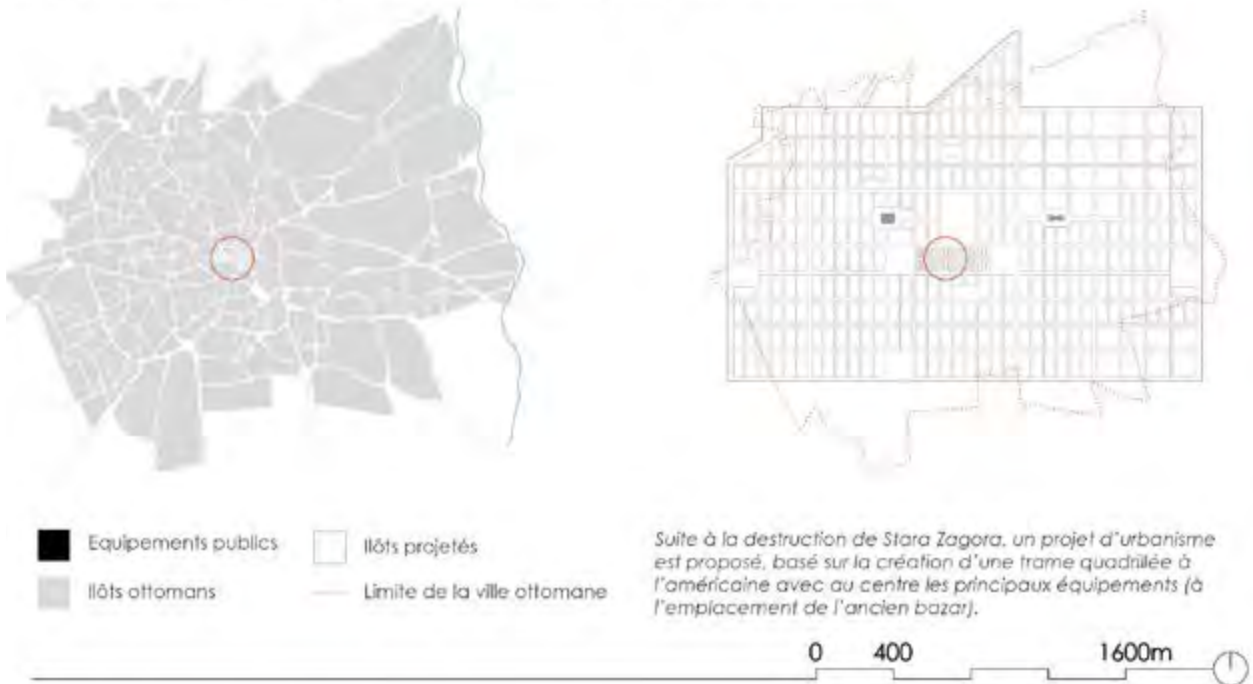 Equipements publics
Ilôts projetés
Ilôts ottomans
Limite de la ville ottomane
Suite à la destruction de Stara Zagora, un projet d'urbanisme
est proposé, basé sur la création d'une trame quadrillée à
l'américaine avec au centre les principaux équipements (à
l'emplacement de l'ancien bazar).
0 400 1600m